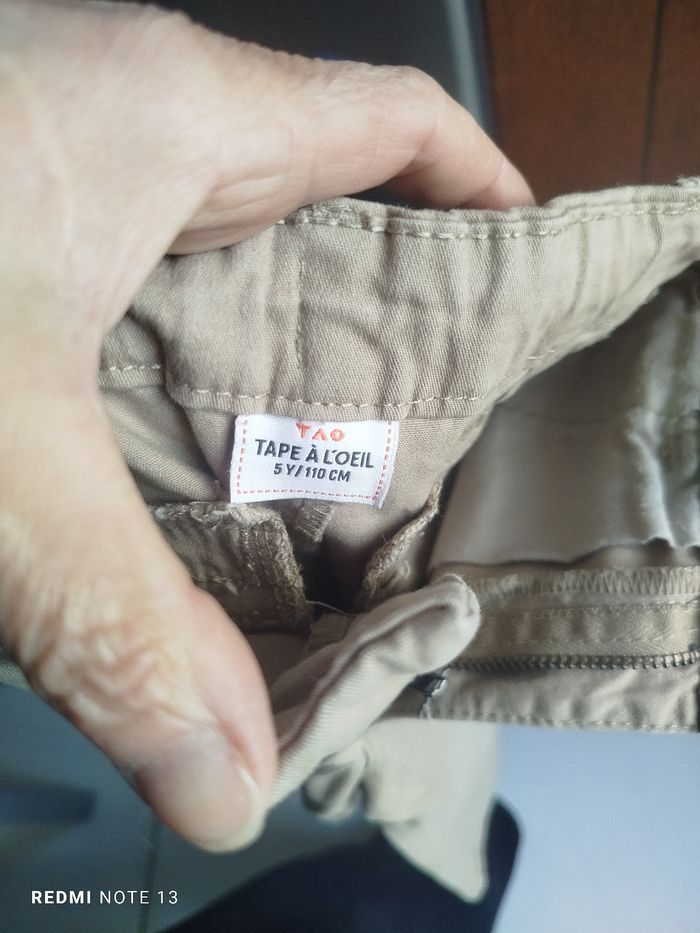 TAO
TAPE À L'OEIL
5 Y/110 CM
REDMI NOTE 13